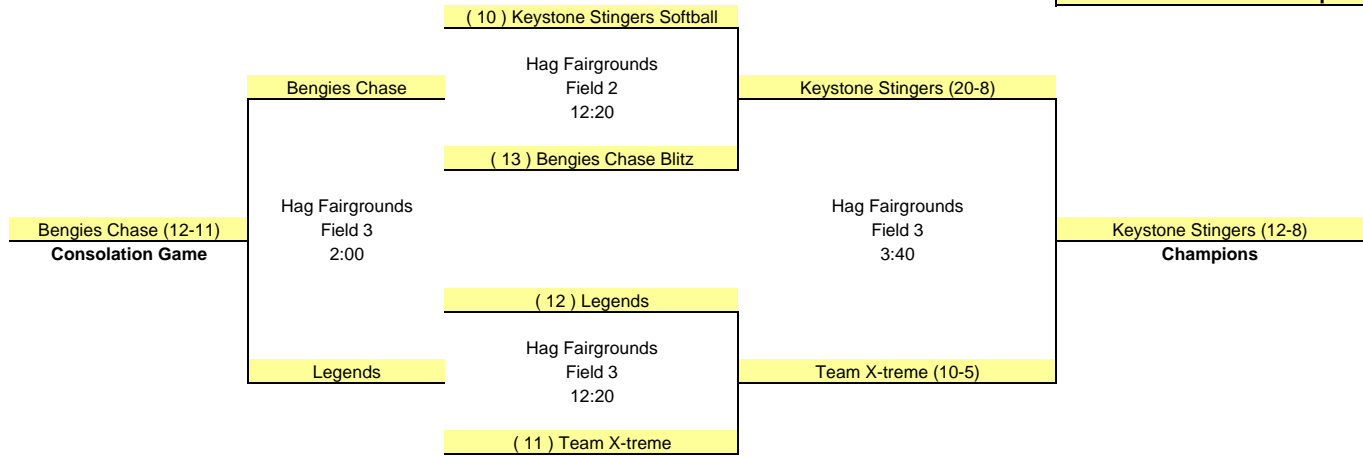 ( 10 ) Keystone Stingers Softball
Hag Fairgrounds
Bengies Chase
Field 2
Keystone Stingers (20-8)
12:20
( 13 ) Bengies Chase Blitz
Hag Fairgrounds
Hag Fairgrounds
Bengies Chase (12-11)
Field 3
Field 3
Keystone Stingers (12-8)
Consolation Game
2:00
3:40
Champions
( 12 ) Legends
Hag Fairgrounds
Legends
Field 3
Team X-treme (10-5)
12:20
( 11 ) Team X-treme